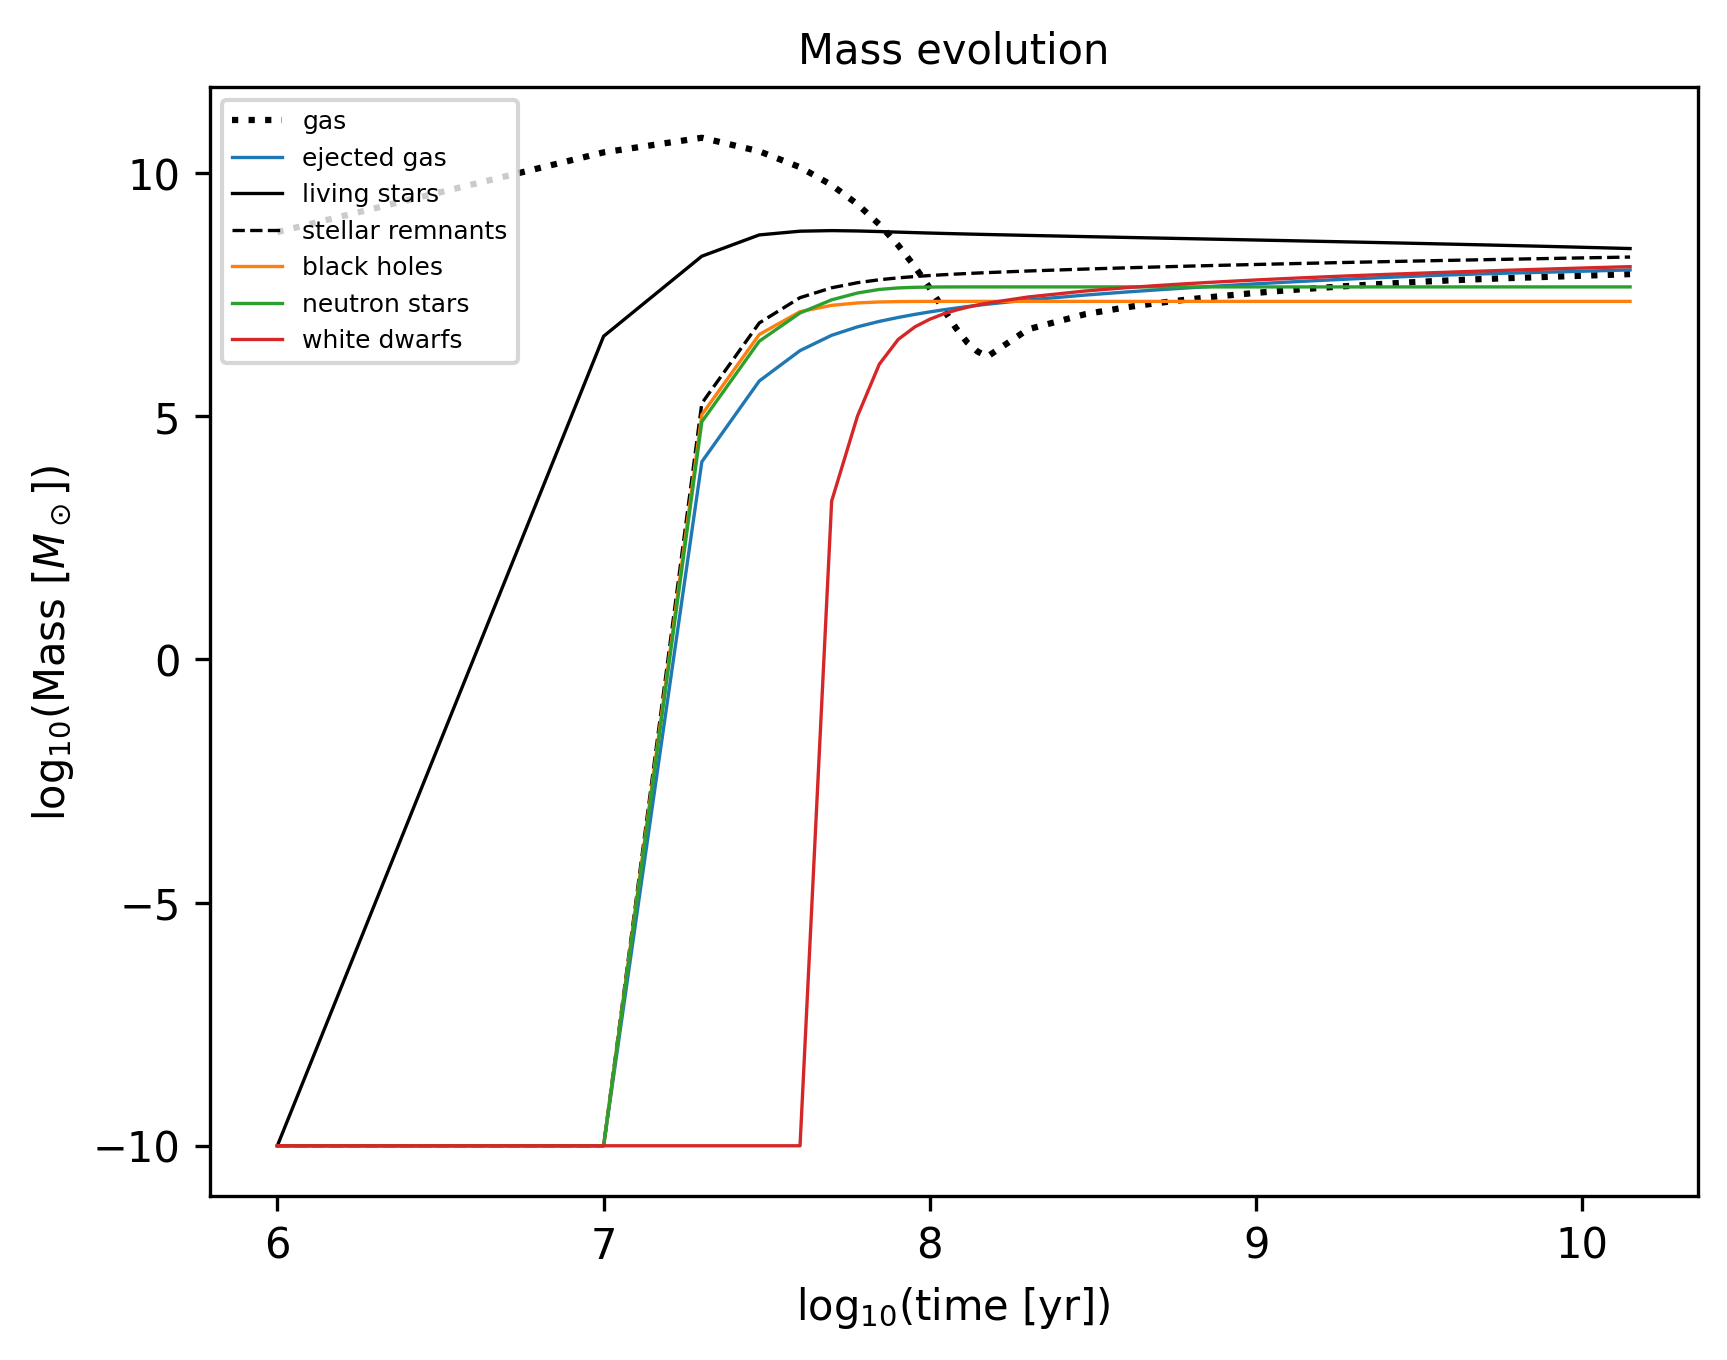 Mass evolution
gas
ejected gas
living stars
stellar remnants
black holes
neutron stars
white dwarfs
10
5
0
−5
−10
log₁₀(Mass [M⊙])
6 7 8 9 10
log₁₀(time [yr])